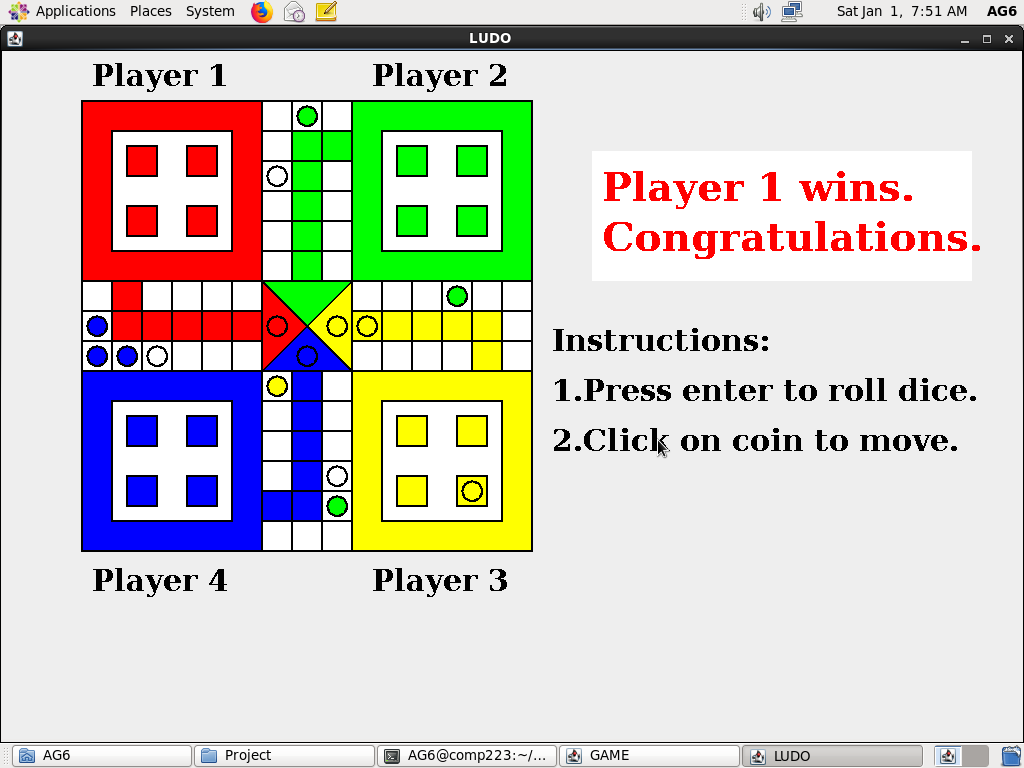 Applications Places System Sat Jan 1, 7:51 AM AG6
LUDO
Player 1 Player 2
Player 1 wins.
Congratulations.
Instructions:
1.Press enter to roll dice.
2.Click on coin to move.
Player 4 Player 3
AG6 Project AG6@comp223:~/... GAME LUDO